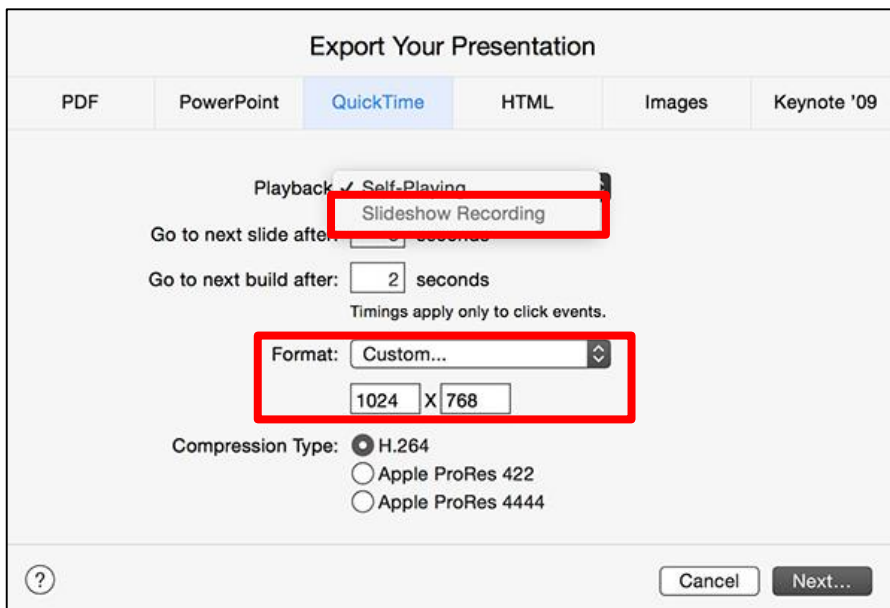 Export Your Presentation
PDF PowerPoint QuickTime HTML Images Keynote '09
Playback ✓ Self-Playing
Slideshow Recording
Go to next slide after: seconds
Go to next build after: 2 seconds
Timings apply only to click events.
Format: Custom...
1024 X 768
Compression Type: H.264
Apple ProRes 422
Apple ProRes 4444
? Cancel Next...